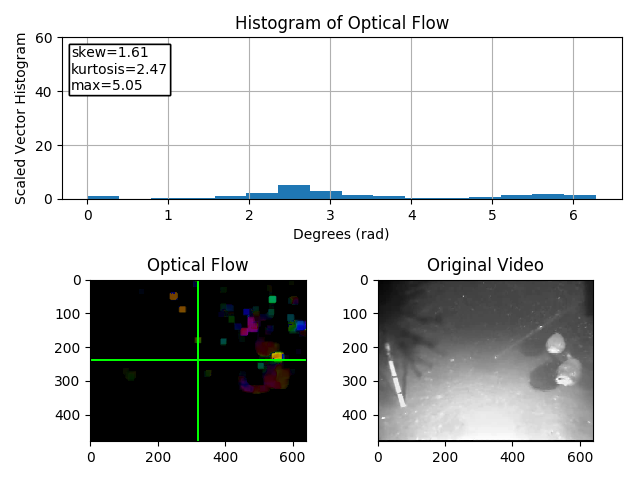 Histogram of Optical Flow
Scaled Vector Histogram
60
40
20
0
skew=1.61
kurtosis=2.47
max=5.05
0 1 2 3 4 5 6
Degrees (rad)
Optical Flow
0
100
200
300
400
0 200 400 600
Original Video
0
100
200
300
400
0 200 400 600